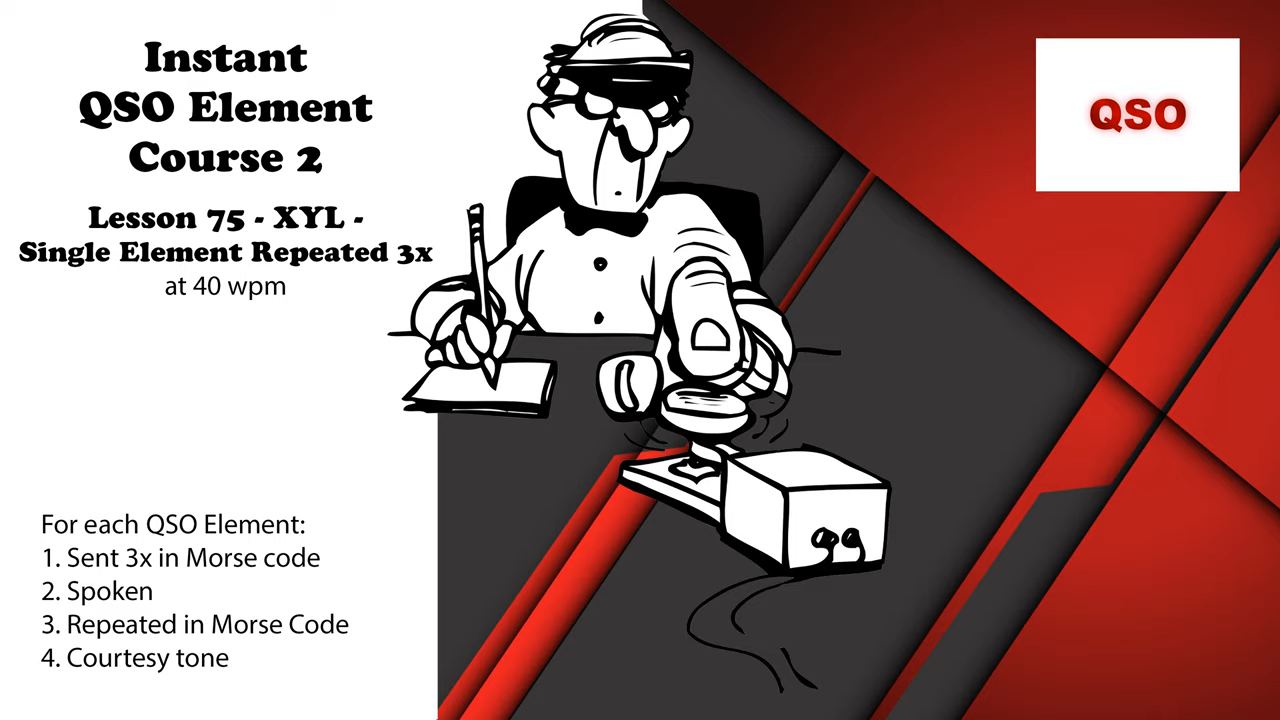 Instant
QSO Element
Course 2
Lesson 75 - XYL -
Single Element Repeated 3x
at 40 wpm
QSO
For each QSO Element:
1. Sent 3x in Morse code
2. Spoken
3. Repeated in Morse Code
4. Courtesy tone